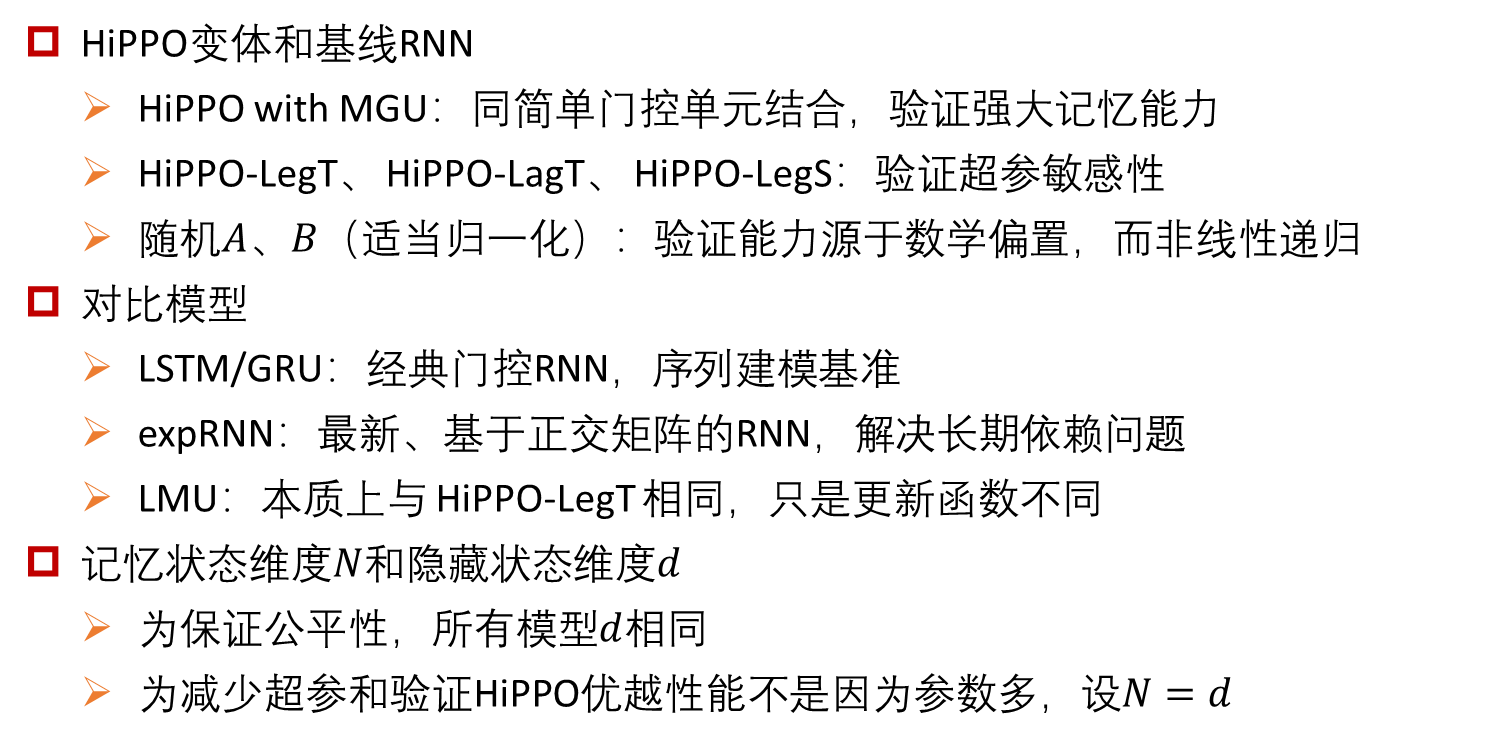 HiPPO变体和基线RNN
HiPPO with MGU：同简单门控单元结合，验证强大记忆能力
HiPPO-LegT、HiPPO-LagT、HiPPO-LegS：验证超参敏感性
随机A、B（适当归一化）：验证能力源于数学偏置，而非线性递归
对比模型
LSTM/GRU：经典门控RNN，序列建模基准
expRNN：最新、基于正交矩阵的RNN，解决长期依赖问题
LMU：本质上与HiPPO-LegT相同，只是更新函数不同
记忆状态维度N和隐藏状态维度d
为保证公平性，所有模型d相同
为减少超参和验证HiPPO优越性能不是因为参数多，设N = d